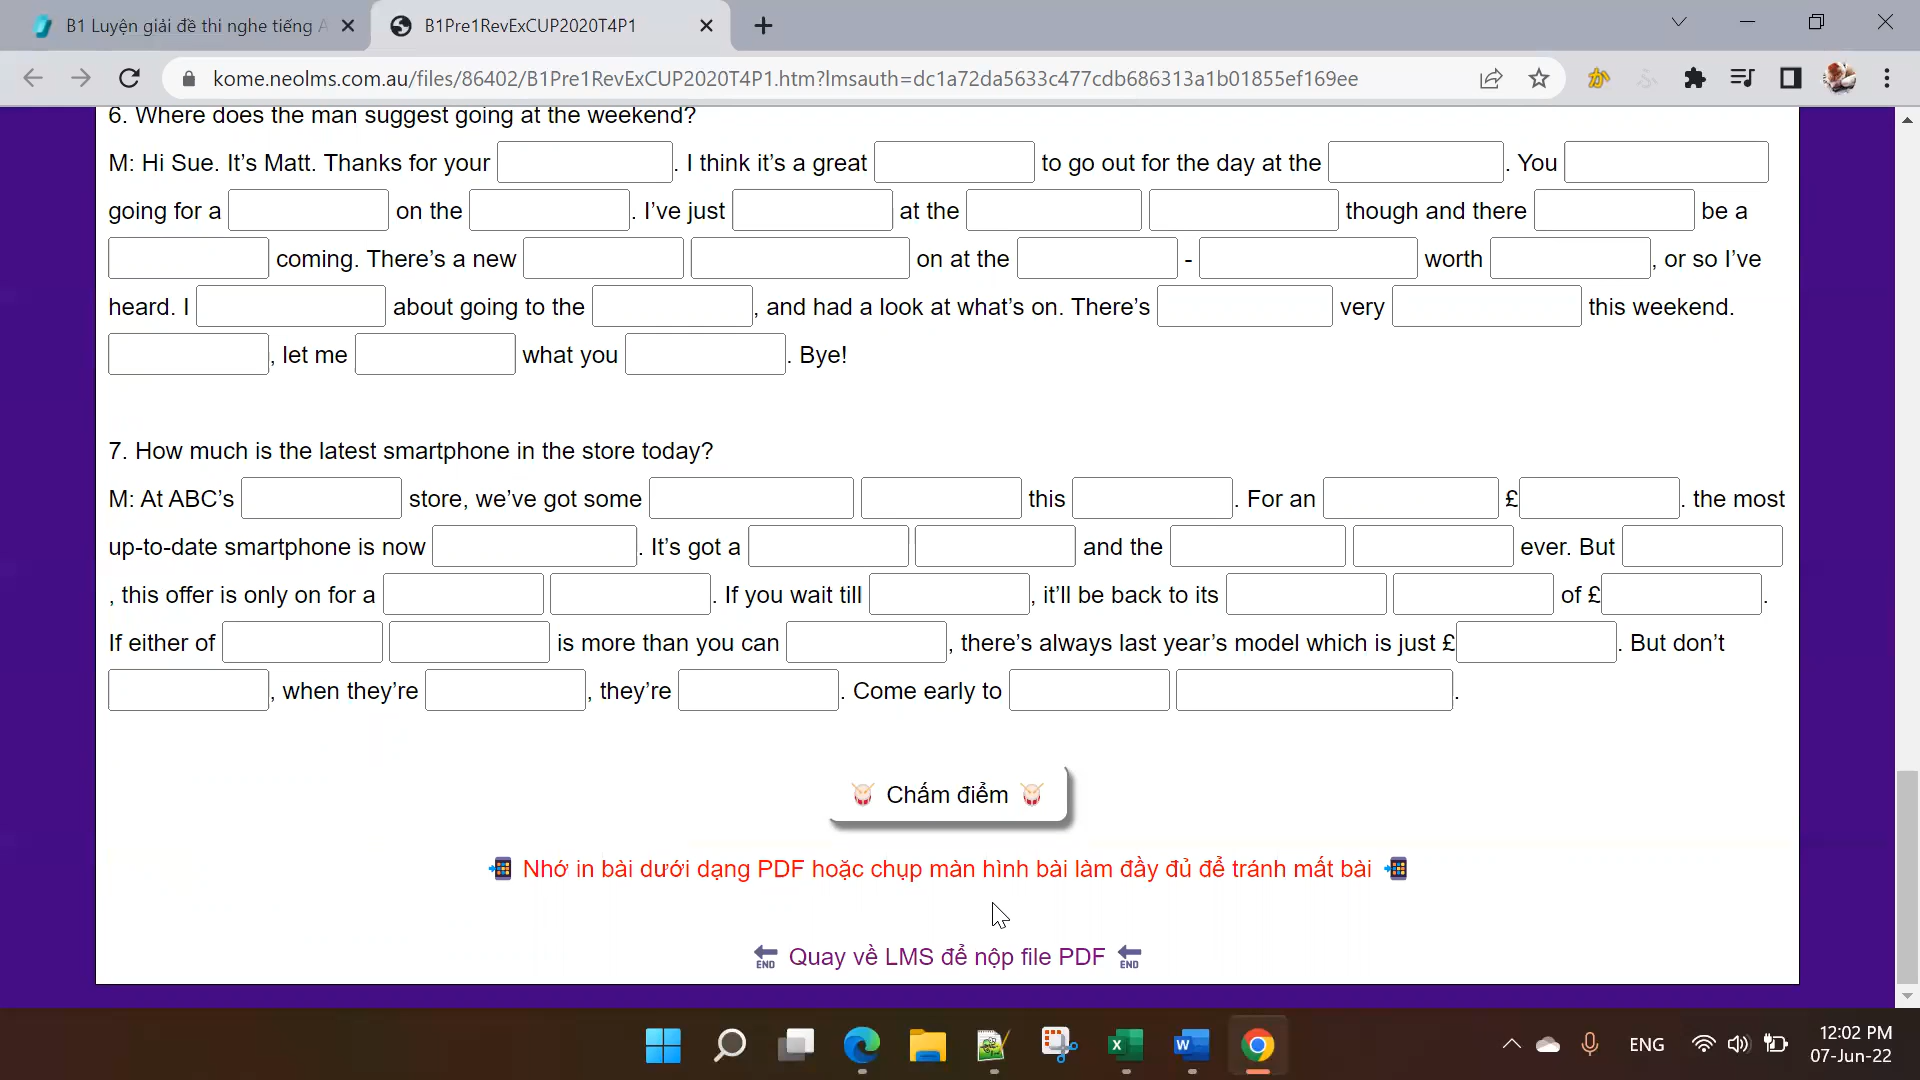 B1 Luyện giải đề thi nghe tiếng A
B1Pre1RevExCUP2020T4P1
kome.neolms.com.au/files/86402/B1Pre1RevExCUP2020T4P1.htm?lmsauth=dc1a72da5633c477cdb686313a1b01855ef169ee
6. Where does the man suggest going at the weekend?
M: Hi Sue. It’s Matt. Thanks for your . I think it’s a great to go out for the day at the . You
going for a on the . I’ve just at the though and there be a
coming. There’s a new on at the - worth , or so I’ve
heard. I about going to the , and had a look at what’s on. There’s very this weekend.
, let me what you . Bye!
7. How much is the latest smartphone in the store today?
M: At ABC’s store, we’ve got some this . For an £ . the most
up-to-date smartphone is now . It’s got a and the ever. But
, this offer is only on for a . If you wait till , it’ll be back to its of £ .
If either of is more than you can , there’s always last year’s model which is just £ . But don’t
, when they’re , they’re . Come early to .
Chấm điểm
Nhớ in bài dưới dạng PDF hoặc chụp màn hình bài làm đầy đủ để tránh mất bài
END Quay về LMS để nộp file PDF END
ENG
12:02 PM
07-Jun-22